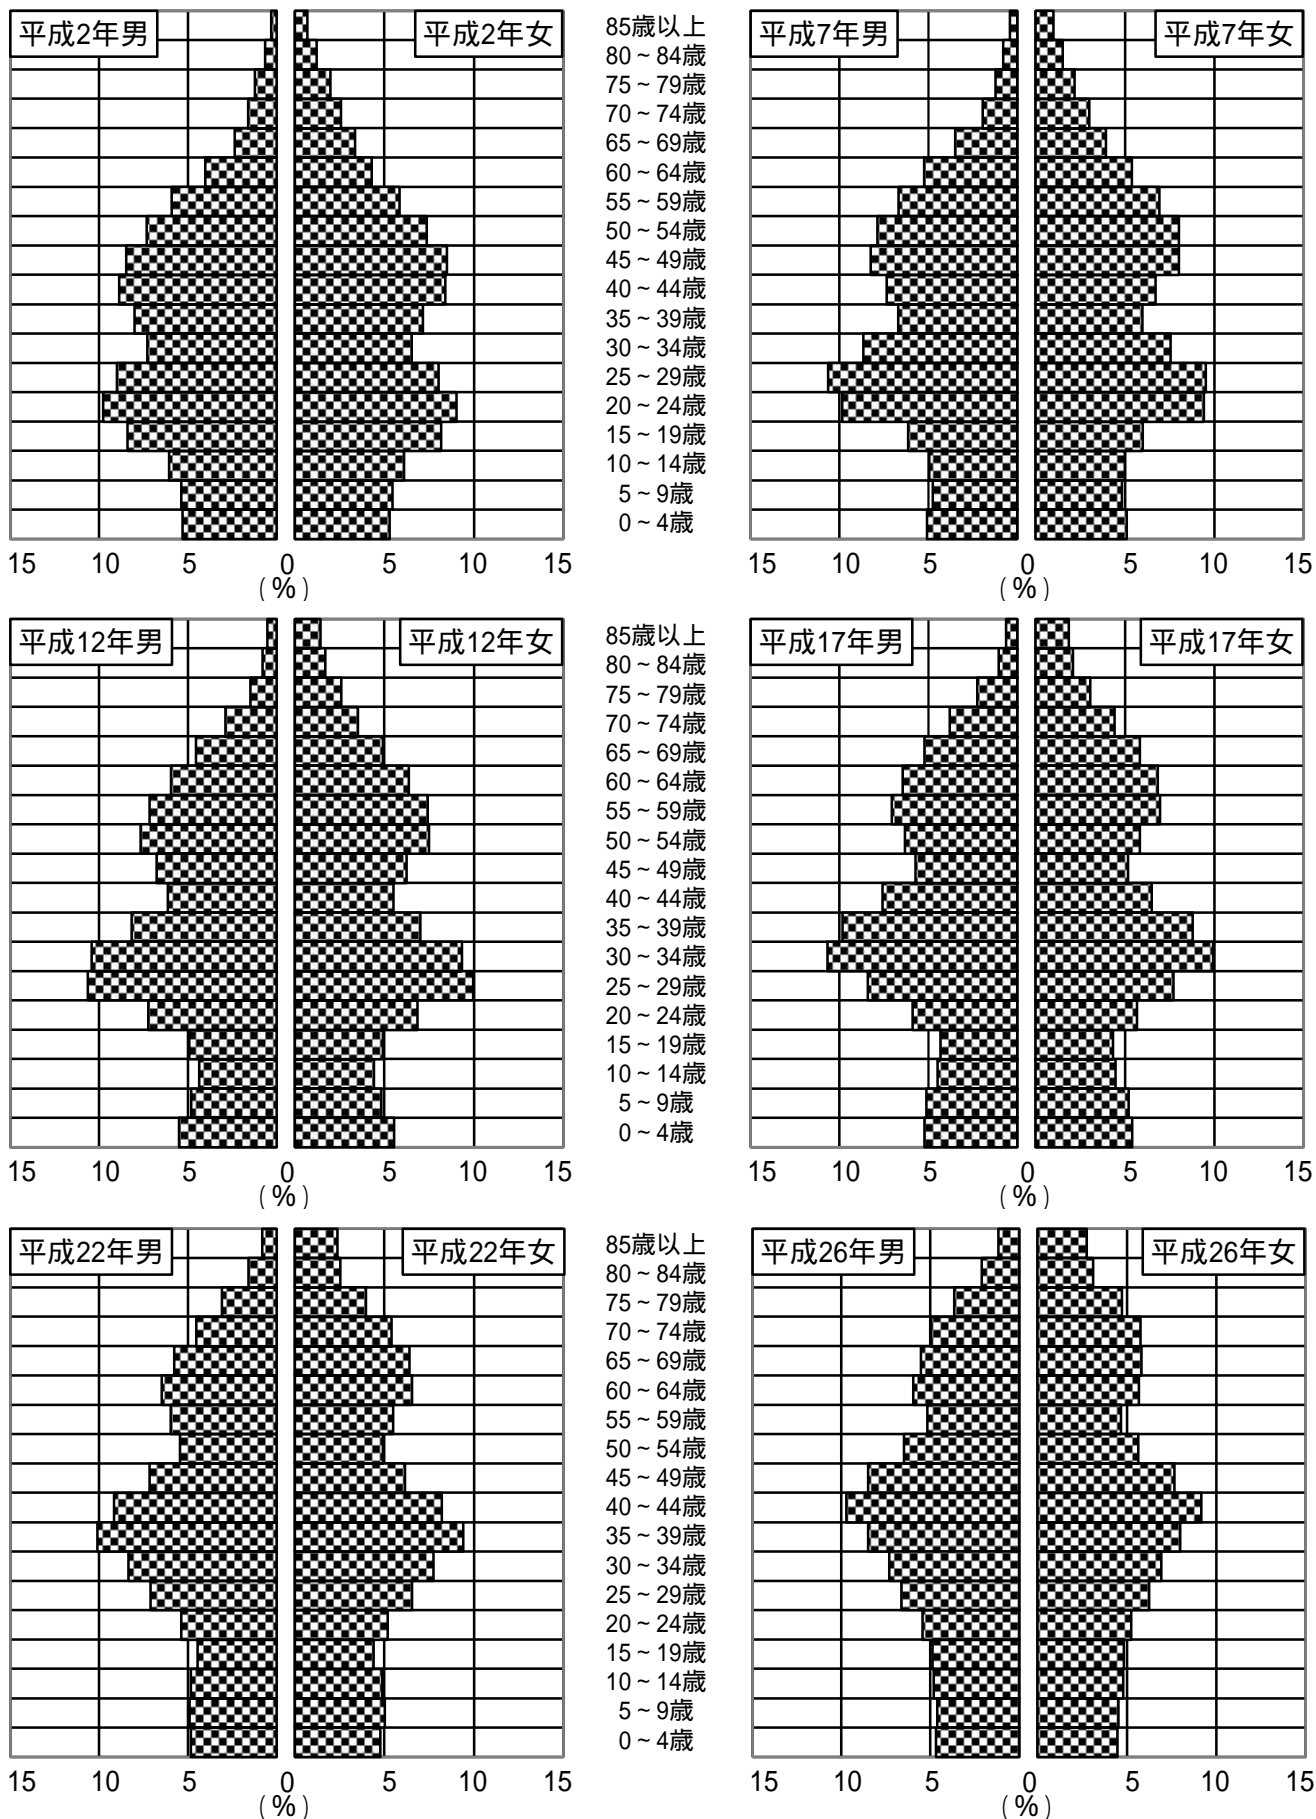 平成2年男 平成2年女 85歳以上 平成7年男 平成7年女
80～84歳
75～79歳
70～74歳
65～69歳
60～64歳
55～59歳
50～54歳
45～49歳
40～44歳
35～39歳
30～34歳
25～29歳
20～24歳
15～19歳
10～14歳
5～9歳
0～4歳
15 10 5 0 5 10 15 15 10 5 0 5 10 15
(%) (%)
平成12年男 平成12年女 85歳以上 平成17年男 平成17年女
80～84歳
75～79歳
70～74歳
65～69歳
60～64歳
55～59歳
50～54歳
45～49歳
40～44歳
35～39歳
30～34歳
25～29歳
20～24歳
15～19歳
10～14歳
5～9歳
0～4歳
15 10 5 0 5 10 15 15 10 5 0 5 10 15
(%) (%)
平成22年男 平成22年女 85歳以上 平成26年男 平成26年女
80～84歳
75～79歳
70～74歳
65～69歳
60～64歳
55～59歳
50～54歳
45～49歳
40～44歳
35～39歳
30～34歳
25～29歳
20～24歳
15～19歳
10～14歳
5～9歳
0～4歳
15 10 5 0 5 10 15 15 10 5 0 5 10 15
(%) (%)